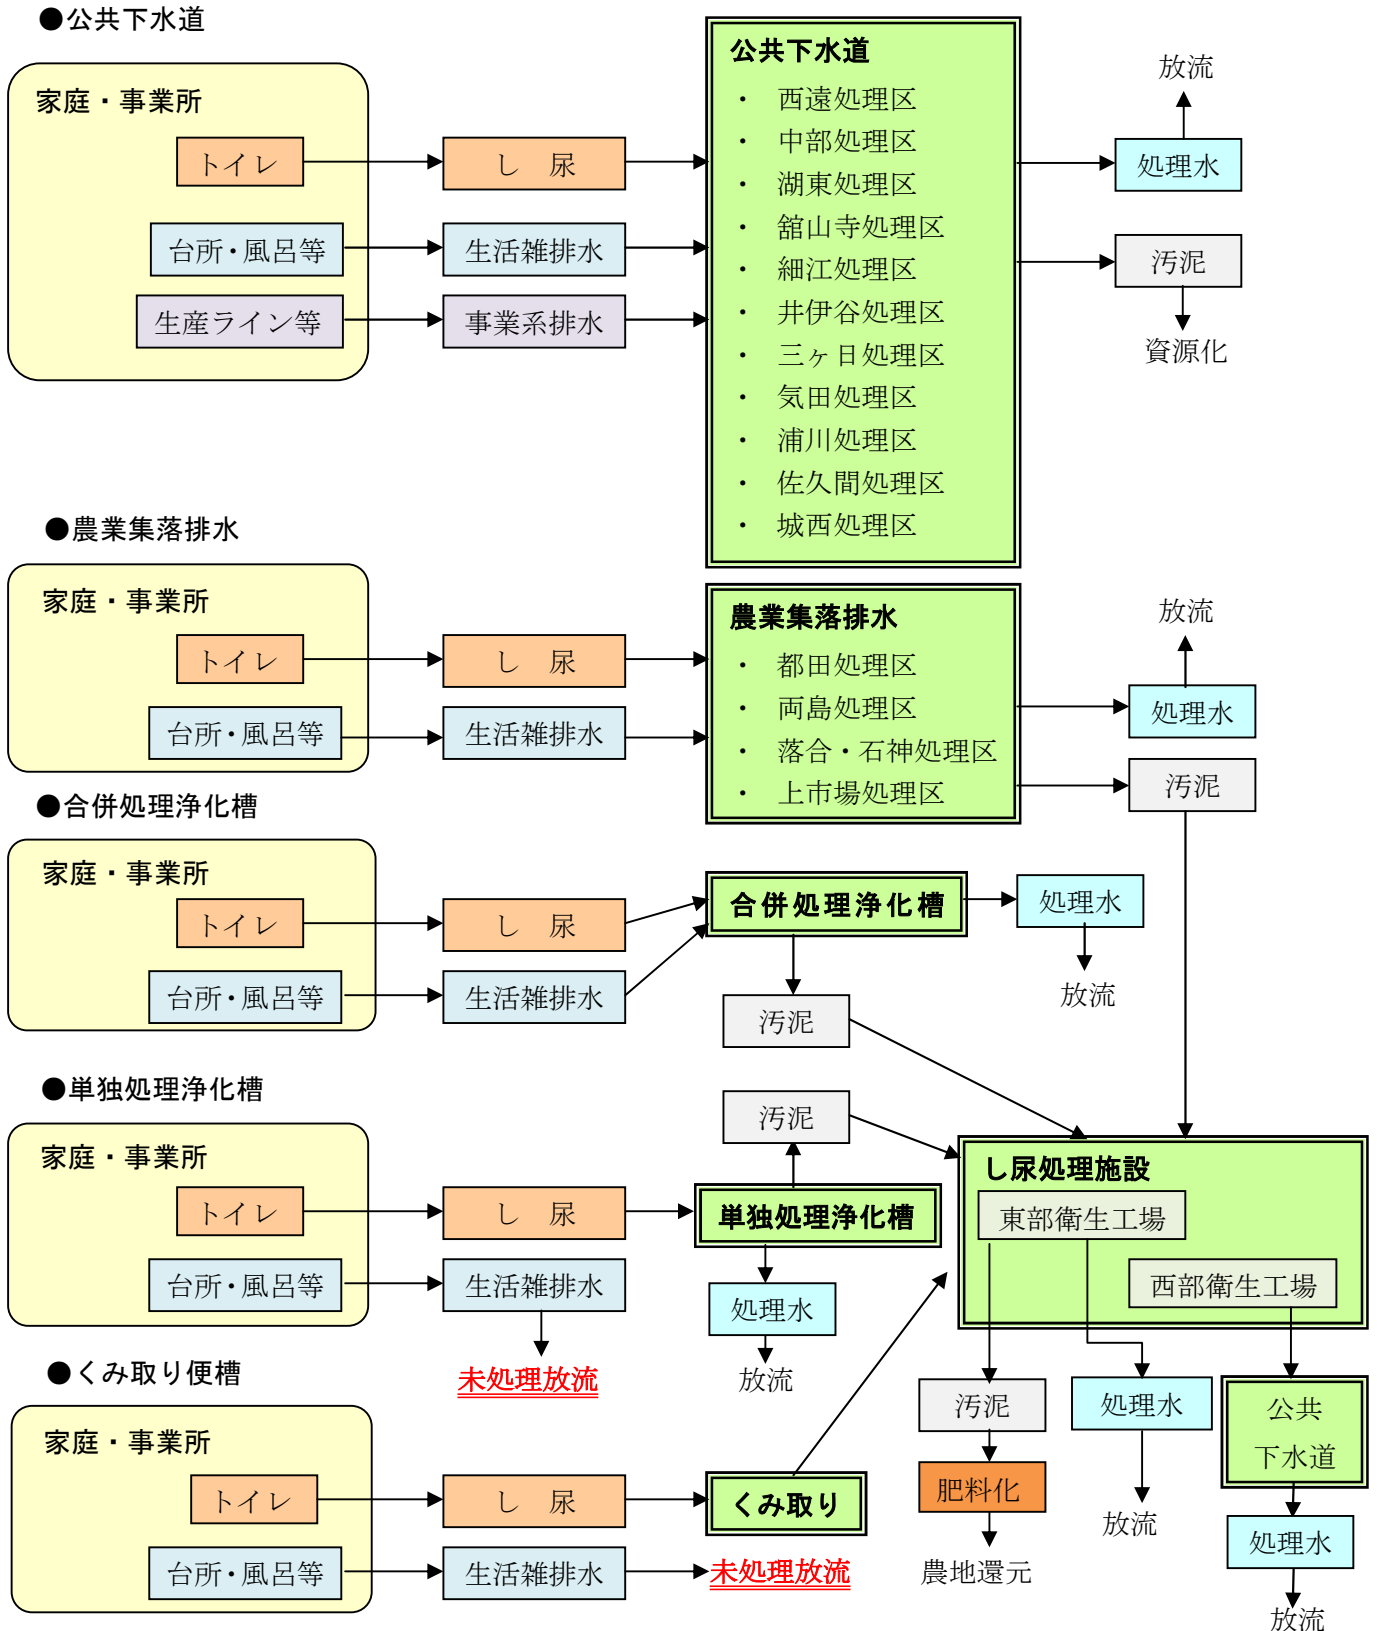 ●公共下水道
家庭・事業所
トイレ
し　尿
台所・風呂等
生活雑排水
生産ライン等
事業系排水
公共下水道
・　西遠処理区
・　中部処理区
・　湖東処理区
・　舘山寺処理区
・　細江処理区
・　井伊谷処理区
・　三ヶ日処理区
・　気田処理区
・　浦川処理区
・　佐久間処理区
・　城西処理区
放流
処理水
汚泥
資源化
●農業集落排水
家庭・事業所
トイレ
し　尿
台所・風呂等
生活雑排水
農業集落排水
・　都田処理区
・　両島処理区
・　落合・石神処理区
・　上市場処理区
放流
処理水
汚泥
●合併処理浄化槽
家庭・事業所
トイレ
し　尿
台所・風呂等
生活雑排水
合併処理浄化槽
処理水
放流
汚泥
●単独処理浄化槽
家庭・事業所
トイレ
し　尿
台所・風呂等
生活雑排水
未処理放流
汚泥
単独処理浄化槽
処理水
放流
し尿処理施設
東部衛生工場
西部衛生工場
汚泥
肥料化
農地還元
処理水
放流
公共
下水道
処理水
放流
●くみ取り便槽
家庭・事業所
トイレ
し　尿
くみ取り
台所・風呂等
生活雑排水
未処理放流